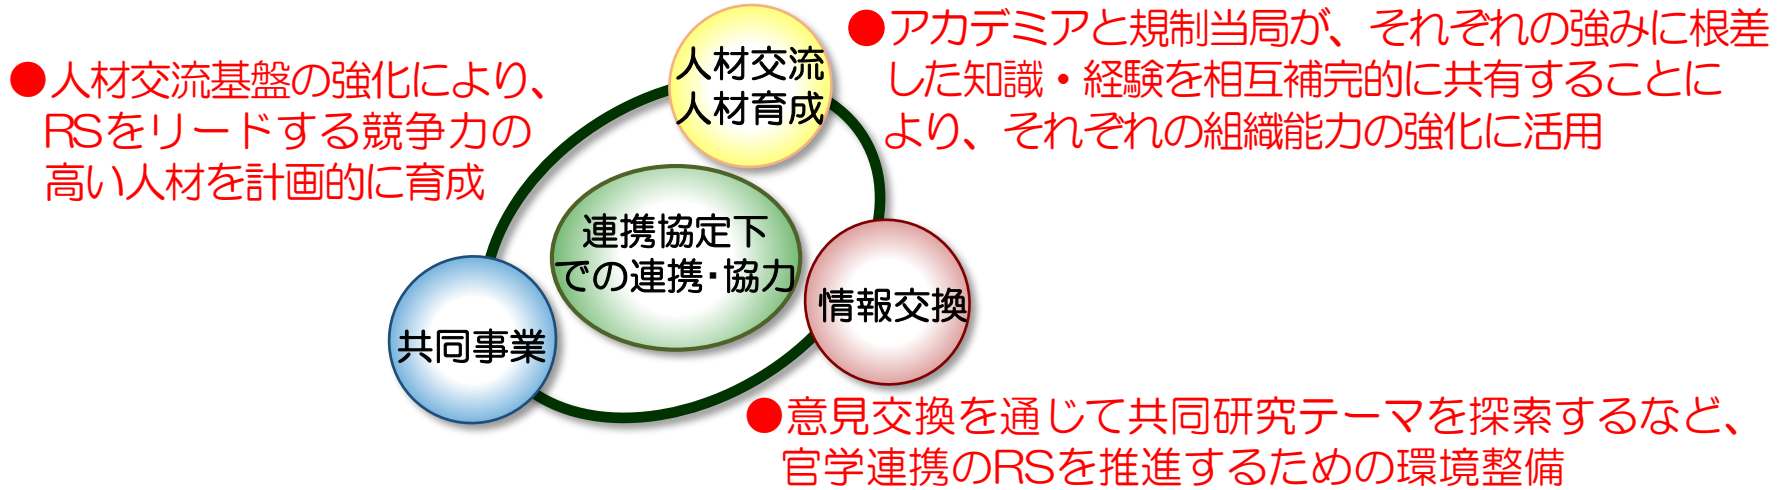 ●人材交流基盤の強化により、
RSをリードする競争力の
高い人材を計画的に育成
人材交流
人材育成
●アカデミアと規制当局が、それぞれの強みに根差
した知識・経験を相互補完的に共有することに
より、それぞれの組織能力の強化に活用
連携協定下
での連携・協力
共同事業
情報交換
●意見交換を通じて共同研究テーマを探索するなど、
官学連携のRSを推進するための環境整備